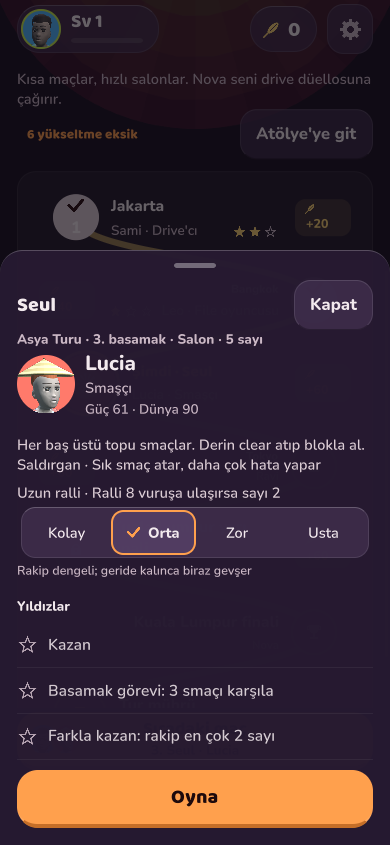 Sv 1
0
Kısa maçlar, hızlı salonlar. Nova seni drive düellosuna
çağırır.
6 yükseltme eksik
Atölye'ye git
1
Jakarta
Sami · Drive'cı
+20
Seul
Kapat
Asya Turu · 3. basamak · Salon · 5 sayı
Lucia
Smaşçı
Güç 61 · Dünya 90
Her baş üstü topu smaçlar. Derin clear atıp blokla al.
Saldırgan · Sık smaç atar, daha çok hata yapar
Uzun ralli · Ralli 8 vuruşa ulaşırsa sayı 2
Kolay
Orta
Zor
Usta
Rakip dengeli; geride kalınca biraz gevşer
Yıldızlar
Kazan
Basamak görevi: 3 smaçı karşıla
Farkla kazan: rakip en çok 2 sayı
Oyna